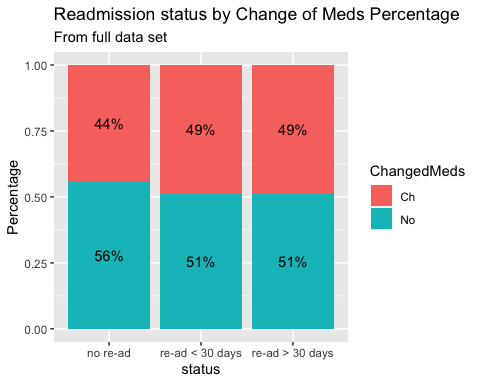 Readmission status by Change of Meds Percentage
From full data set
1.00
0.75
0.50
0.25
0.00
Percentage
44%
49%
49%
56%
51%
51%
no re-ad
re-ad < 30 days
re-ad > 30 days
status
ChangedMeds
Ch
No